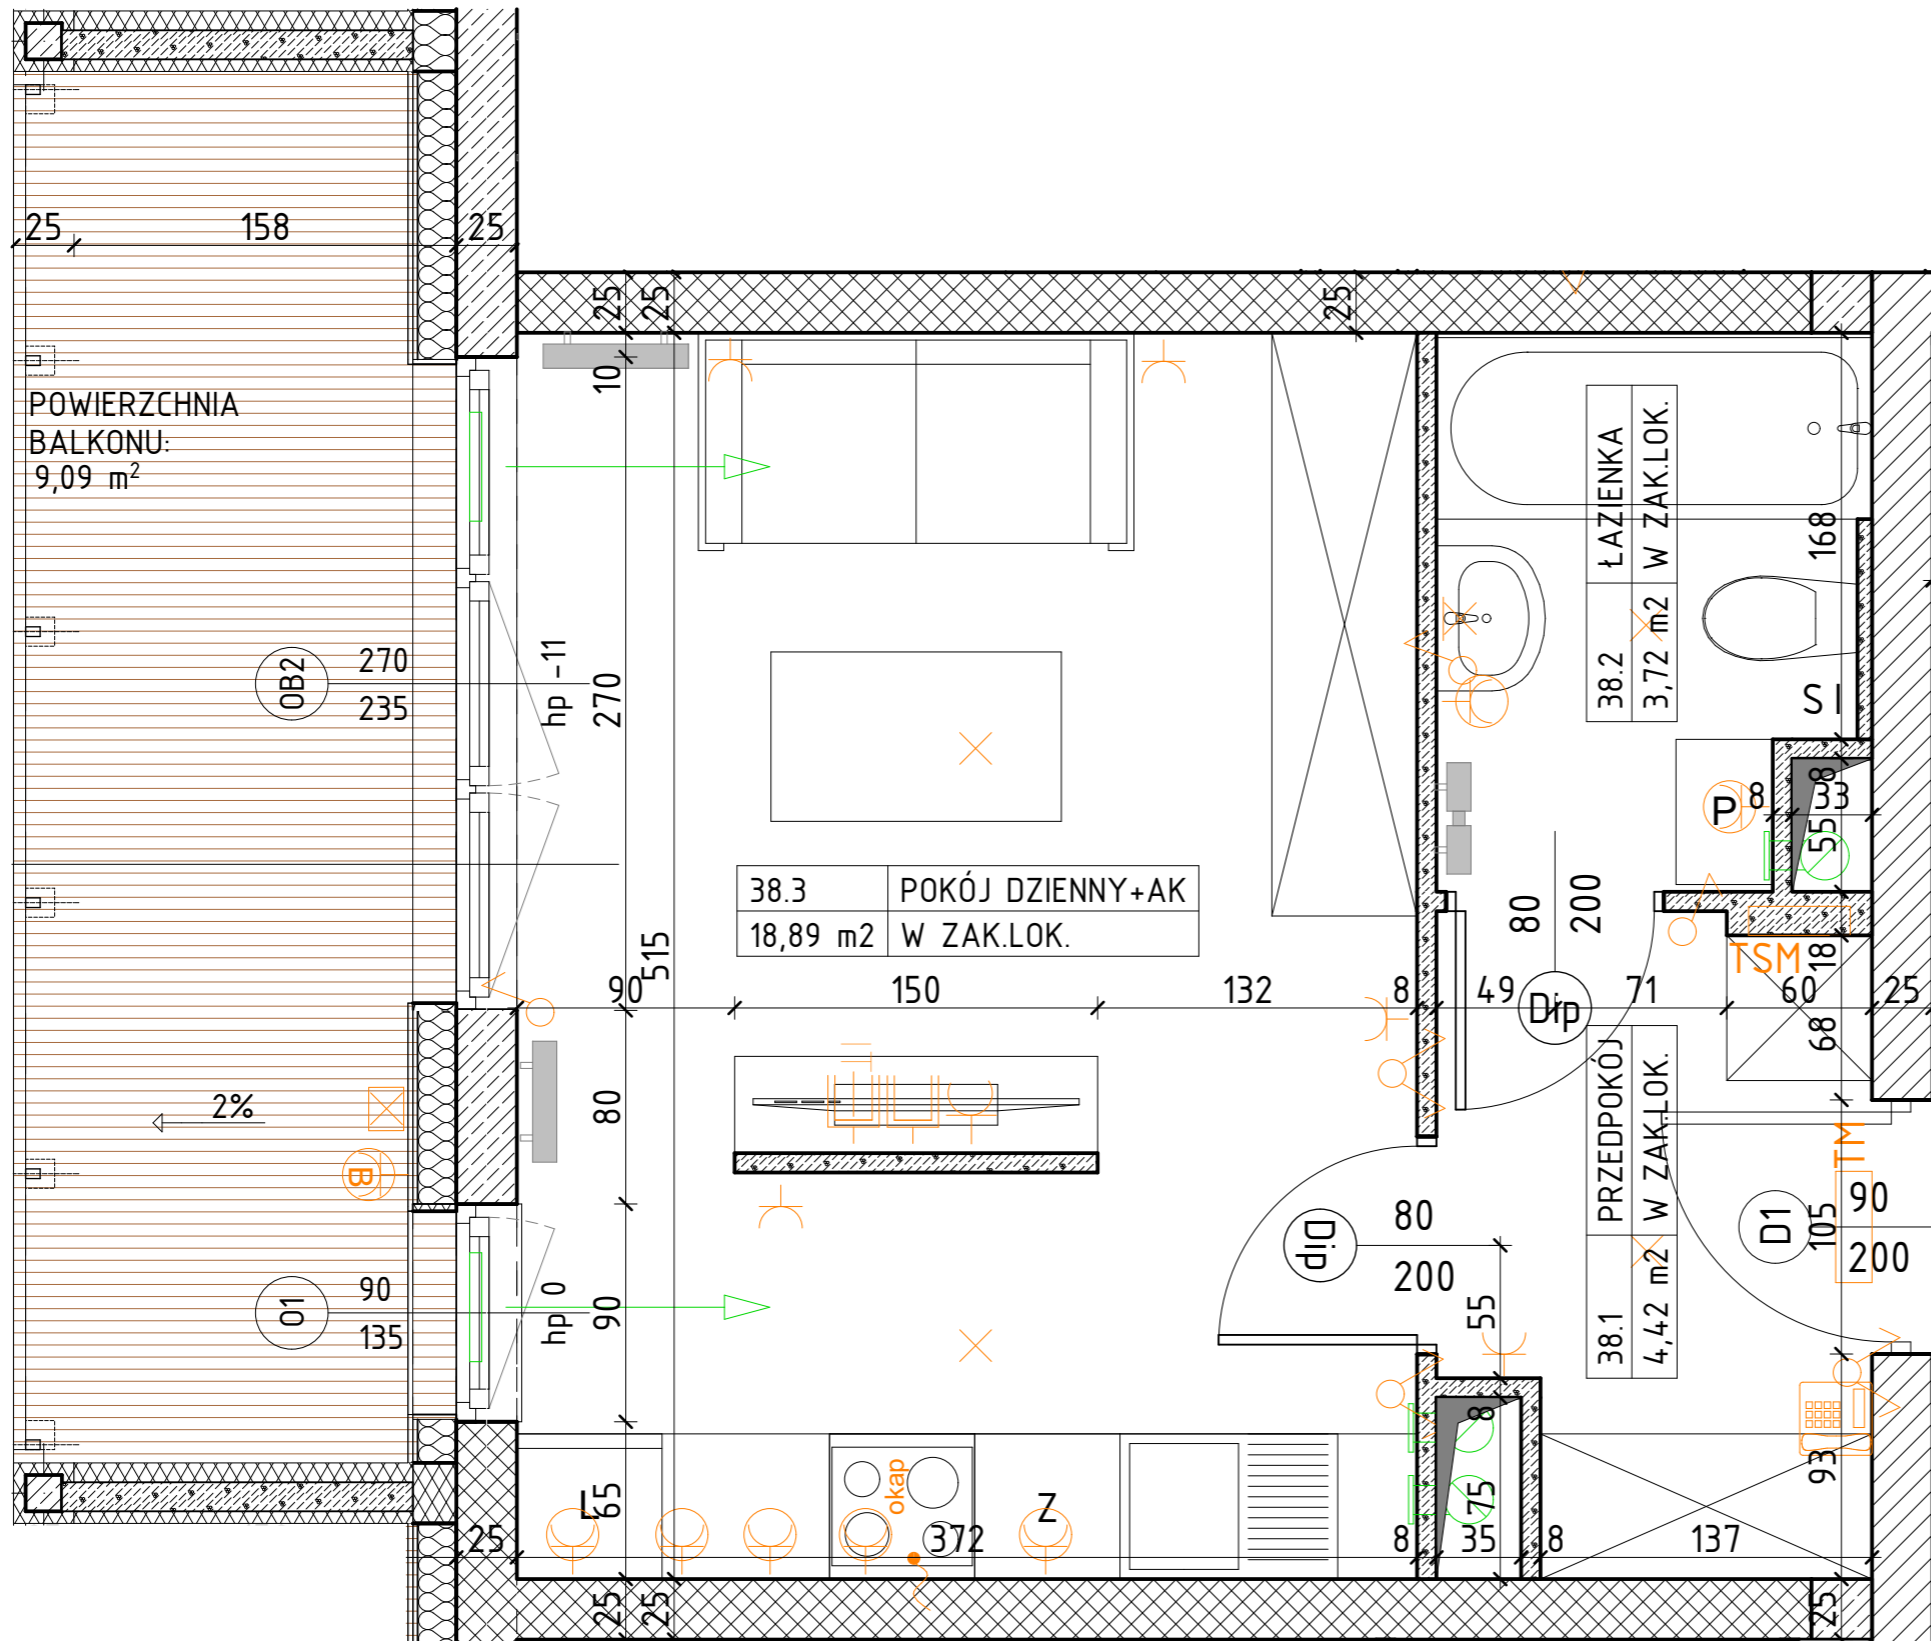 25
158
25
25
25
25
10
POWIERZCHNIA
BALKONU:
9,09 m²
ŁAZIENKA
W ZAK.LOK.
38.2
3,72 m2
168
S I
OB2
270
235
hp -11
270
P
8
33
8
55
38.3
POKÓJ DZIENNY+AK
18,89 m2
W ZAK.LOK.
80
200
515
TSM
18
90
150
132
8
49
Dip
71
60
25
68
80
2%
B
PRZEDPOKÓJ
W ZAK.LOK.
38.1
4,42 m2
TM
Dip
80
200
D1
90
200
105
O1
90
135
hp 0
90
55
8
L
65
okap
Z
75
93
25
372
8
35
8
137
25
25
25